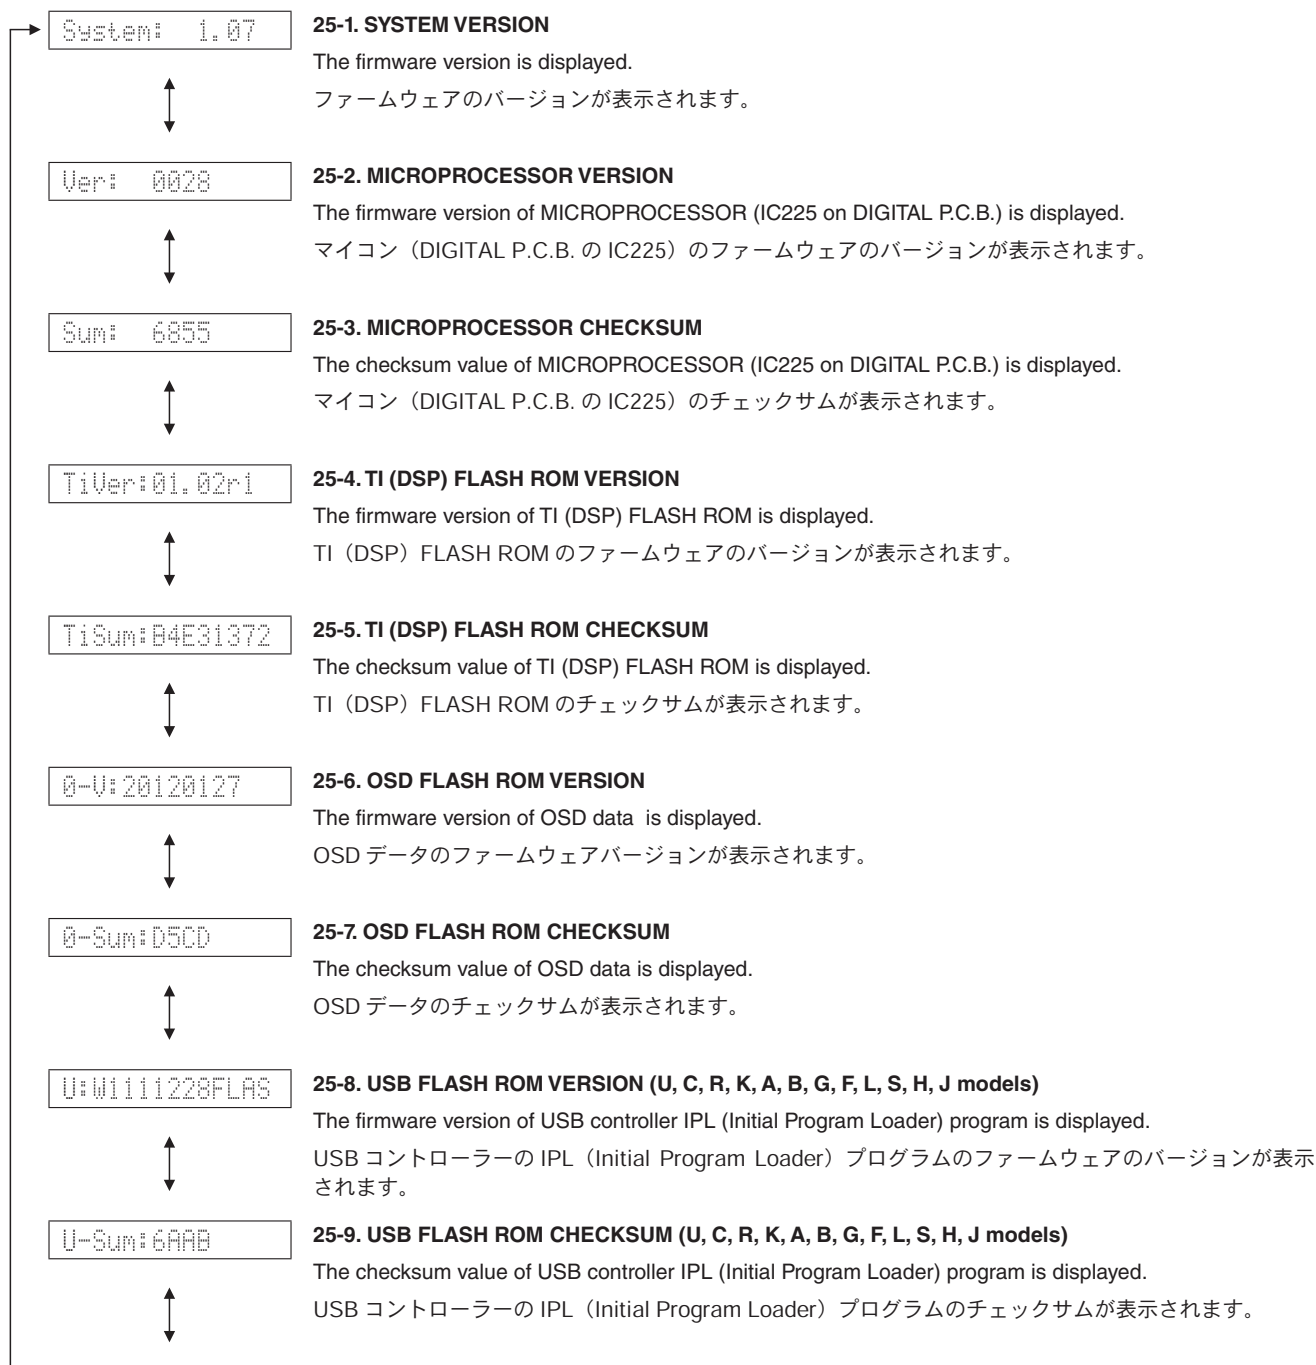 System: 1.07
25-1. SYSTEM VERSION
The firmware version is displayed.
ファームウェアのバージョンが表示されます。
Ver: 0028
25-2. MICROPROCESSOR VERSION
The firmware version of MICROPROCESSOR (IC225 on DIGITAL P.C.B.) is displayed.
マイコン（DIGITAL P.C.B. の IC225）のファームウェアのバージョンが表示されます。
Sum: 6855
25-3. MICROPROCESSOR CHECKSUM
The checksum value of MICROPROCESSOR (IC225 on DIGITAL P.C.B.) is displayed.
マイコン（DIGITAL P.C.B. の IC225）のチェックサムが表示されます。
TiVer:01.02r1
25-4. TI (DSP) FLASH ROM VERSION
The firmware version of TI (DSP) FLASH ROM is displayed.
TI（DSP）FLASH ROM のファームウェアのバージョンが表示されます。
TiSum:B4E31372
25-5. TI (DSP) FLASH ROM CHECKSUM
The checksum value of TI (DSP) FLASH ROM is displayed.
TI（DSP）FLASH ROM のチェックサムが表示されます。
0-V:20120127
25-6. OSD FLASH ROM VERSION
The firmware version of OSD data is displayed.
OSD データのファームウェアバージョンが表示されます。
0-Sum:D5CD
25-7. OSD FLASH ROM CHECKSUM
The checksum value of OSD data is displayed.
OSD データのチェックサムが表示されます。
U:W1111228FLAS
25-8. USB FLASH ROM VERSION (U, C, R, K, A, B, G, F, L, S, H, J models)
The firmware version of USB controller IPL (Initial Program Loader) program is displayed.
USB コントローラーの IPL（Initial Program Loader）プログラムのファームウェアのバージョンが表示
されます。
U-Sum:6AAB
25-9. USB FLASH ROM CHECKSUM (U, C, R, K, A, B, G, F, L, S, H, J models)
The checksum value of USB controller IPL (Initial Program Loader) program is displayed.
USB コントローラーの IPL（Initial Program Loader）プログラムのチェックサムが表示されます。